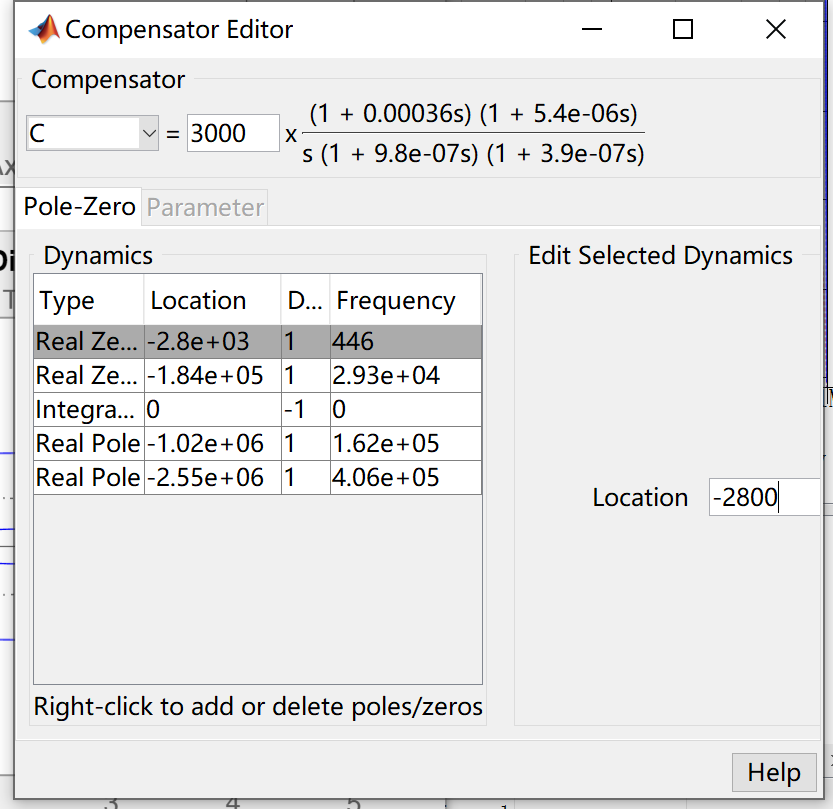 Compensator Editor
Compensator
C = 3000 x (1 + 0.00036s) (1 + 5.4e-06s)
s (1 + 9.8e-07s) (1 + 3.9e-07s)
Pole-Zero Parameter
Dynamics
Type Location D... Frequency
Real Ze... -2.8e+03 1 446
Real Ze... -1.84e+05 1 2.93e+04
Integra... 0 -1 0
Real Pole -1.02e+06 1 1.62e+05
Real Pole -2.55e+06 1 4.06e+05
Right-click to add or delete poles/zeros
Edit Selected Dynamics
Location -2800
Help
3 4 5